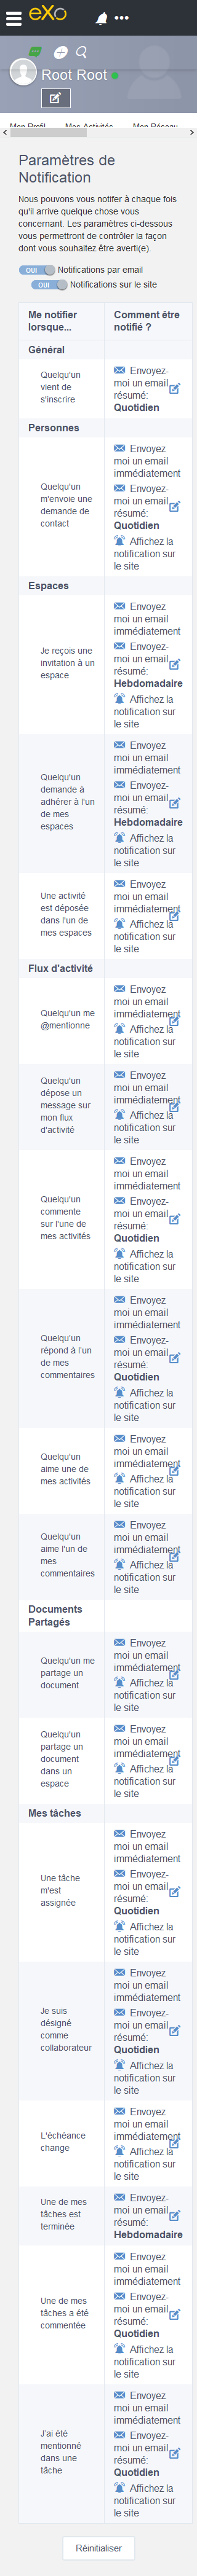 eXo
Root Root
Mon Profil Mes Activités Mon Réseau
Paramètres de
Notification
Nous pouvons vous notifier à chaque fois
qu'il arrive quelque chose vous
concernant. Les paramètres ci-dessous
vous permettront de contrôler la façon
dont vous souhaitez être averti(e).
OUI Notifications par email
OUI Notifications sur le site
Me notifier
lorsque...
Comment être
notifié ?
Général
Quelqu'un
vient de
s'inscrire
Envoyez-
moi un email
résumé:
Quotidien
Personnes
Quelqu'un
m'envoie une
demande de
contact
Envoyez
moi un email
immédiatement
Envoyez-
moi un email
résumé:
Quotidien
Affichez la
notification sur
le site
Espaces
Je reçois une
invitation à un
espace
Envoyez
moi un email
immédiatement
Envoyez-
moi un email
résumé:
Hebdomadaire
Affichez la
notification sur
le site
Quelqu'un
demande à
adhérer à l'un
de mes
espaces
Envoyez
moi un email
immédiatement
Envoyez-
moi un email
résumé:
Hebdomadaire
Affichez la
notification sur
le site
Une activité
est déposée
dans l'un de
mes espaces
Envoyez
moi un email
immédiatement
Affichez la
notification sur
le site
Flux d'activité
Quelqu'un me
@mentionne
Envoyez
moi un email
immédiatement
Affichez la
notification sur
le site
Quelqu'un
dépose un
message sur
mon flux
d'activité
Envoyez
moi un email
immédiatement
Affichez la
notification sur
le site
Quelqu'un
commente
sur l'une de
mes activités
Envoyez
moi un email
immédiatement
Envoyez-
moi un email
résumé:
Quotidien
Affichez la
notification sur
le site
Quelqu'un
répond à l'un
de mes
commentaires
Envoyez
moi un email
immédiatement
Envoyez-
moi un email
résumé:
Quotidien
Affichez la
notification sur
le site
Quelqu'un
aime une de
mes activités
Envoyez
moi un email
immédiatement
Affichez la
notification sur
le site
Quelqu'un
aime l'un de
mes
commentaires
Envoyez
moi un email
immédiatement
Affichez la
notification sur
le site
Documents
Partagés
Quelqu'un me
partage un
document
Envoyez
moi un email
immédiatement
Affichez la
notification sur
le site
Quelqu'un
partage un
document
dans un
espace
Envoyez
moi un email
immédiatement
Affichez la
notification sur
le site
Mes tâches
Une tâche
m'est
assignée
Envoyez
moi un email
immédiatement
Envoyez-
moi un email
résumé:
Quotidien
Affichez la
notification sur
le site
Je suis
désigné
comme
collaborateur
Envoyez
moi un email
immédiatement
Envoyez-
moi un email
résumé:
Quotidien
Affichez la
notification sur
le site
L'échéance
change
Envoyez
moi un email
immédiatement
Affichez la
notification sur
le site
Une de mes
tâches est
terminée
Envoyez-
moi un email
résumé:
Hebdomadaire
Une de mes
tâches a été
commentée
Envoyez
moi un email
immédiatement
Envoyez-
moi un email
résumé:
Quotidien
Affichez la
notification sur
le site
J'ai été
mentionné
dans une
tâche
Envoyez
moi un email
immédiatement
Envoyez-
moi un email
résumé:
Quotidien
Affichez la
notification sur
le site
Réinitialiser